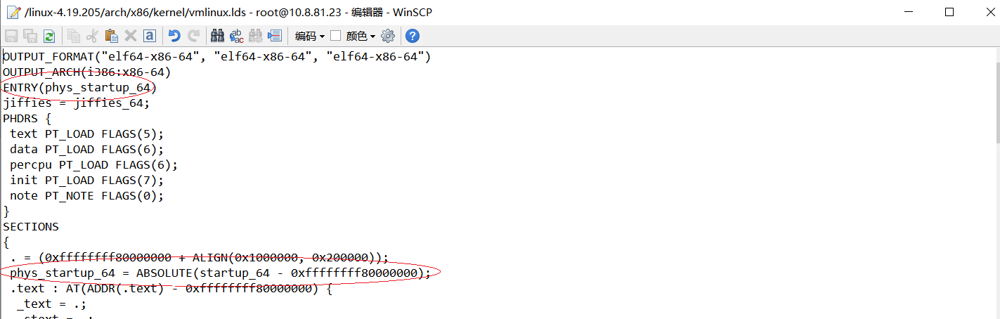 /linux-4.19.205/arch/x86/kernel/vmlinux.lds - root@10.8.81.23 - 编辑器 - WinSCP
编码 颜色
OUTPUT_FORMAT("elf64-x86-64", "elf64-x86-64", "elf64-x86-64")
OUTPUT_ARCH(i386:x86-64)
ENTRY(phys_startup_64)
jiffies = jiffies_64;
PHDRS {
 text PT_LOAD FLAGS(5);
 data PT_LOAD FLAGS(6);
 percpu PT_LOAD FLAGS(6);
 init PT_LOAD FLAGS(7);
 note PT_NOTE FLAGS(0);
}
SECTIONS
{
 . = (0xffffffff80000000 + ALIGN(0x1000000, 0x200000));
 phys_startup_64 = ABSOLUTE(startup_64 - 0xffffffff80000000);
 .text : AT(ADDR(.text) - 0xffffffff80000000) {
  _text = .;